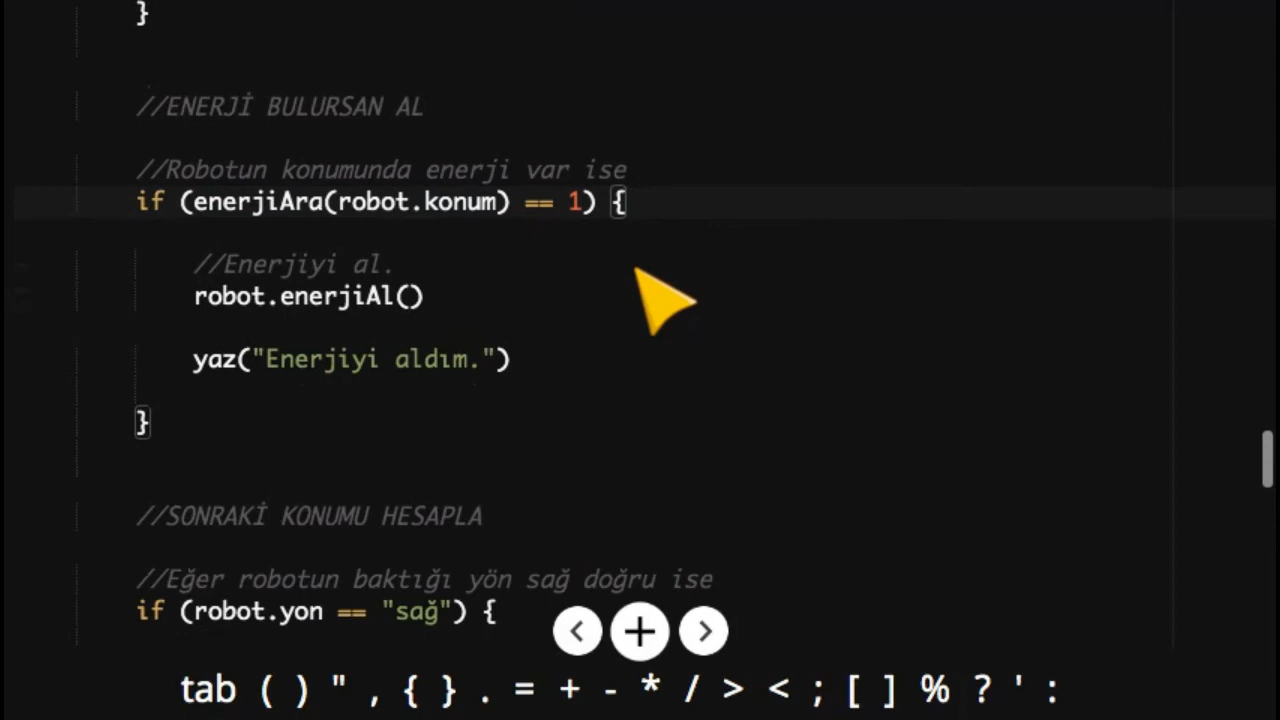 }
//ENERJİ BULURSAN AL
//Robotun konumunda enerji var ise
if (enerjiAra(robot.konum) == 1) {
//Enerjiyi al.
robot.enerjiAl()
yaz("Enerjiyi aldım.")
}
//SONRAKİ KONUMU HESAPLA
//Eğer robotun baktığı yön sağ doğru ise
if (robot.yon == "sağ") {
< + >
tab ( ) " , { } . = + - * / > < ; [ ] % ? ' :